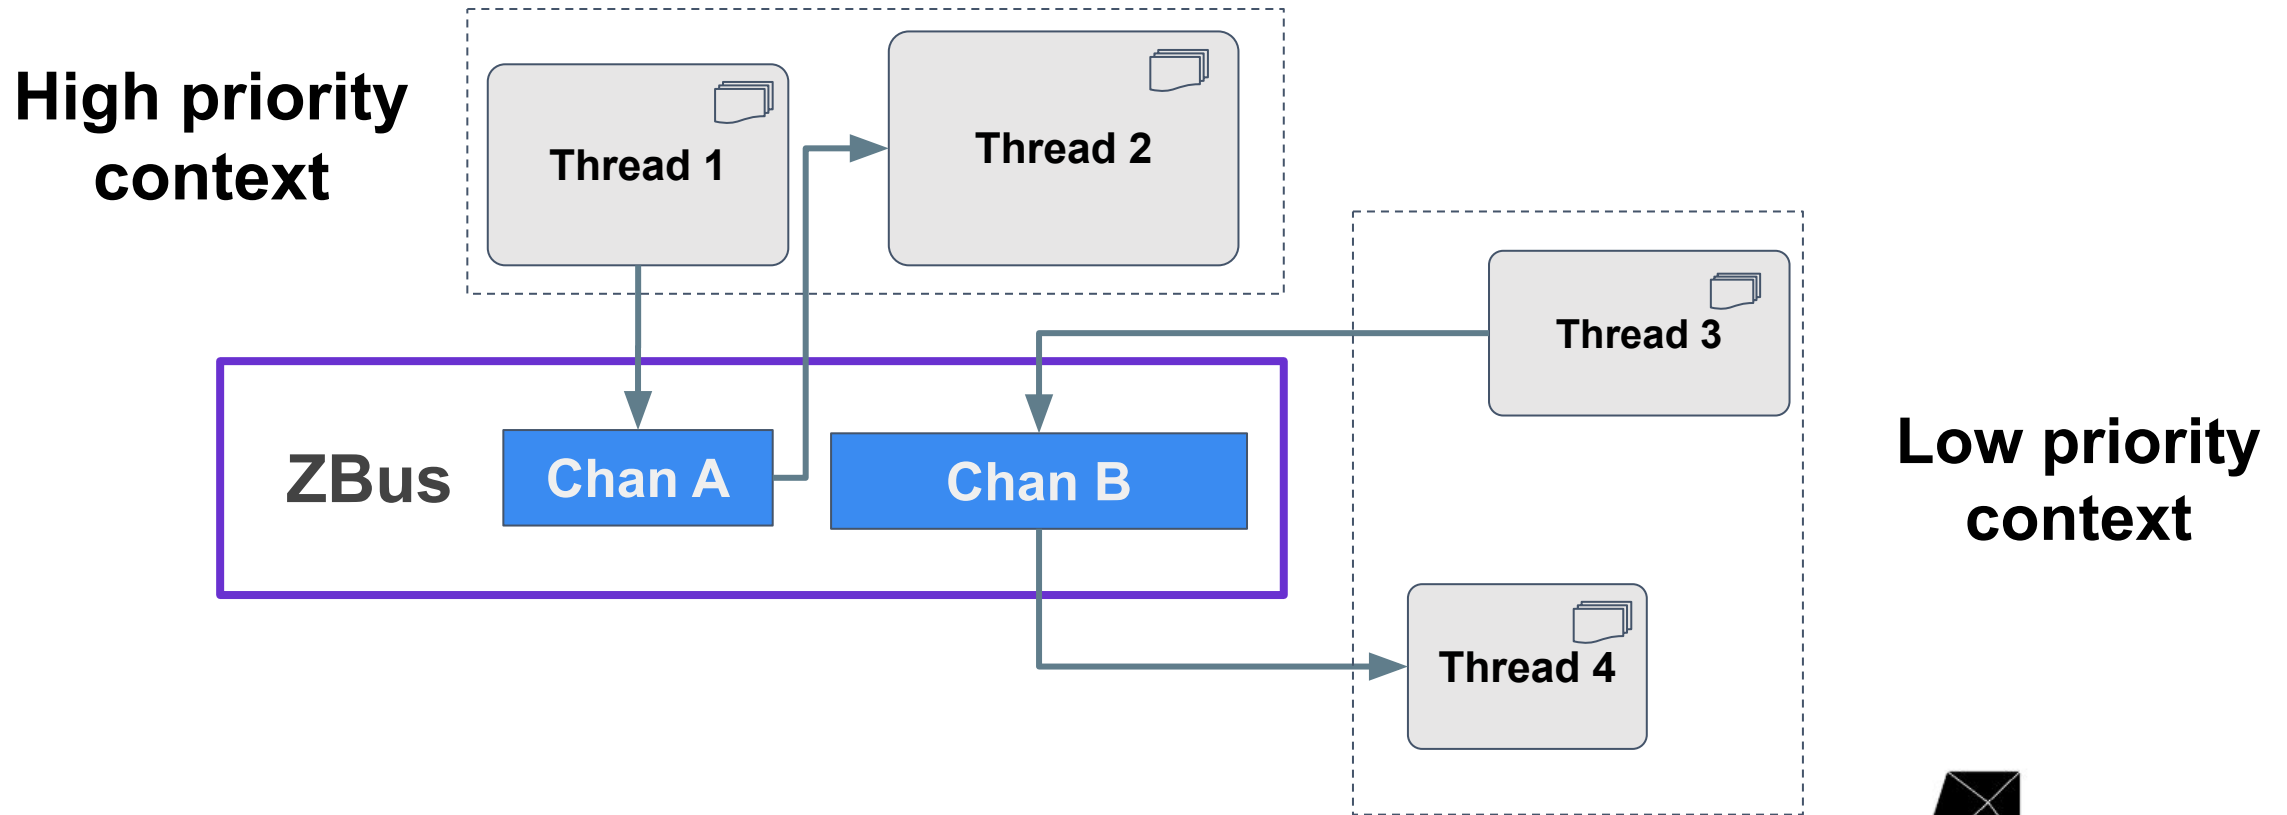 High priority
context
Thread 1
Thread 2
Thread 3
ZBus
Chan A
Chan B
Low priority
context
Thread 4